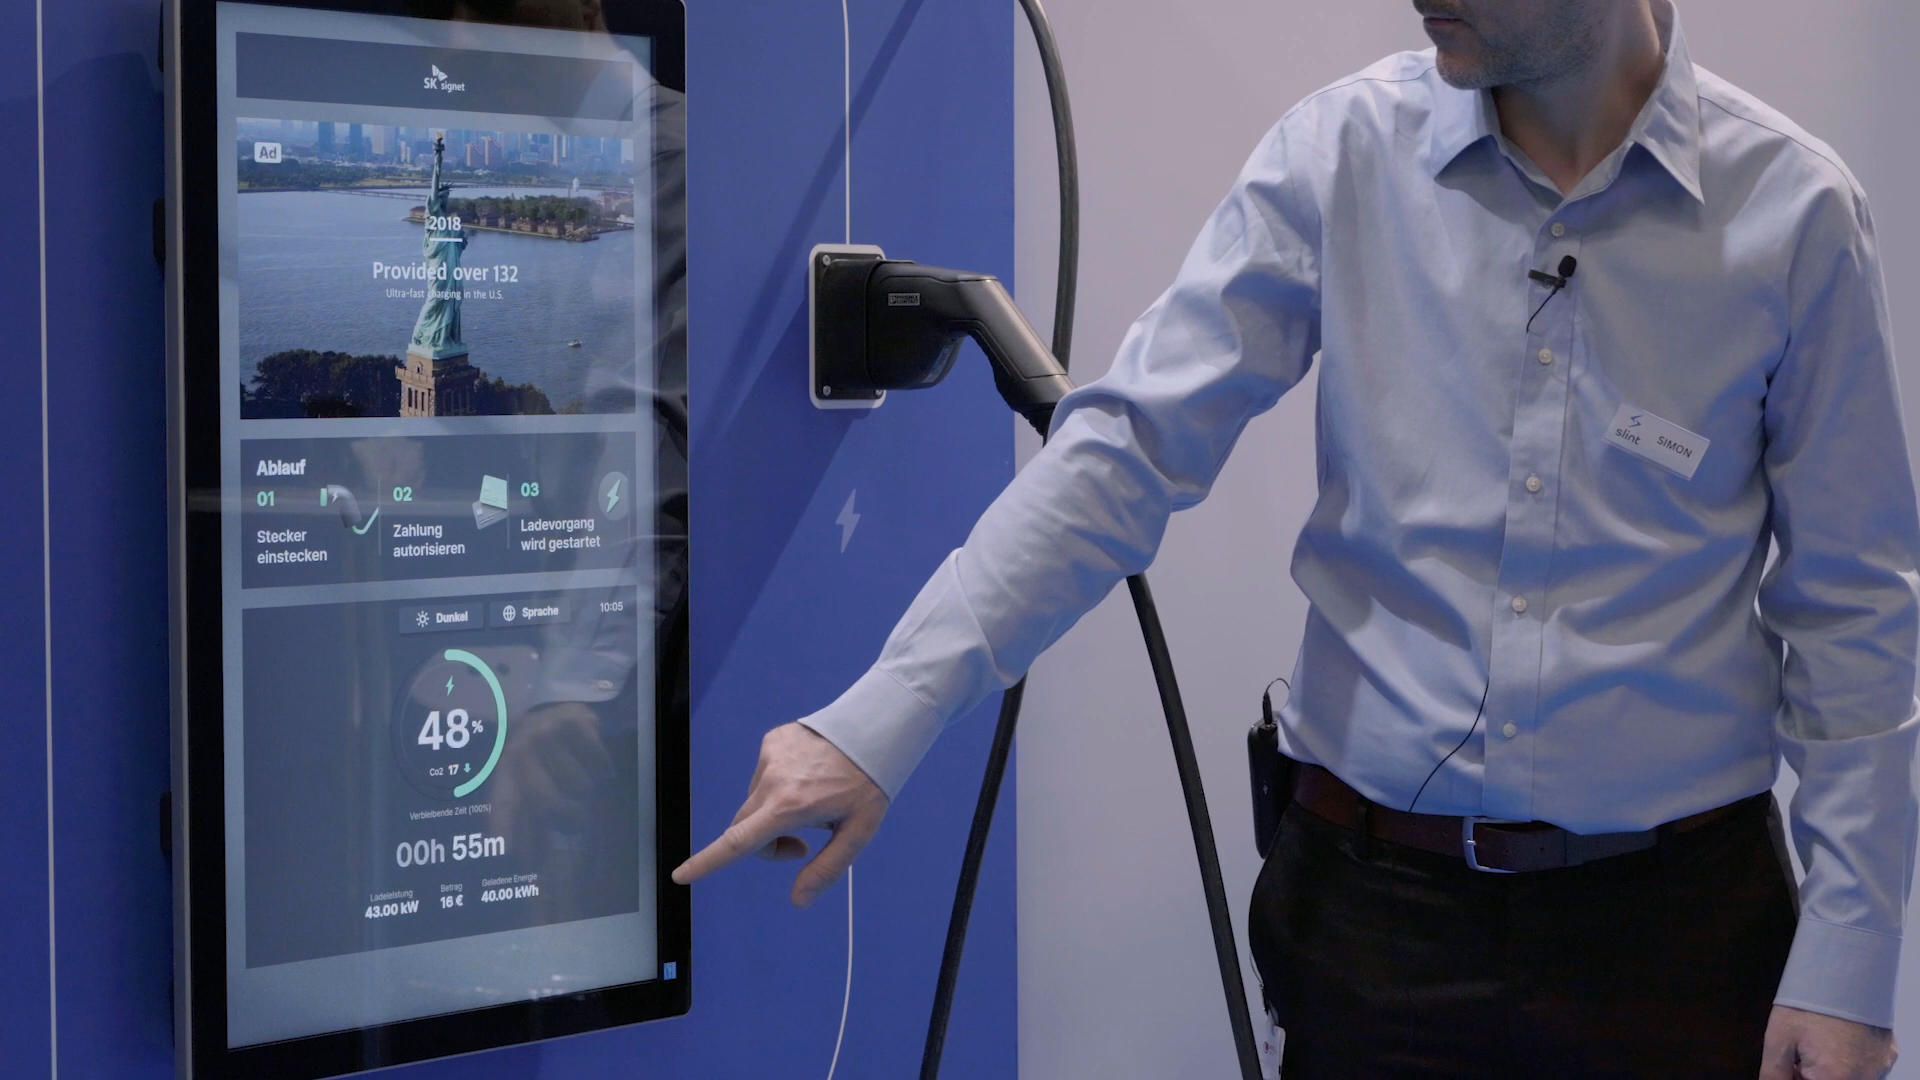 SK signet
Ad
2018
Provided over 132
Ultra-fast charging in the U.S.
Ablauf
01
Stecker
einstecken
02
Zahlung
autorisieren
03
Ladevorgang
wird gestartet
Dunkel
Sprache
10:05
48%
Co2 17
Verbleibende Zeit (100%)
00h 55m
Ladeleistung
43.00 kW
Betrag
16 €
Geladene Energie
40.00 kWh
slint
SIMON